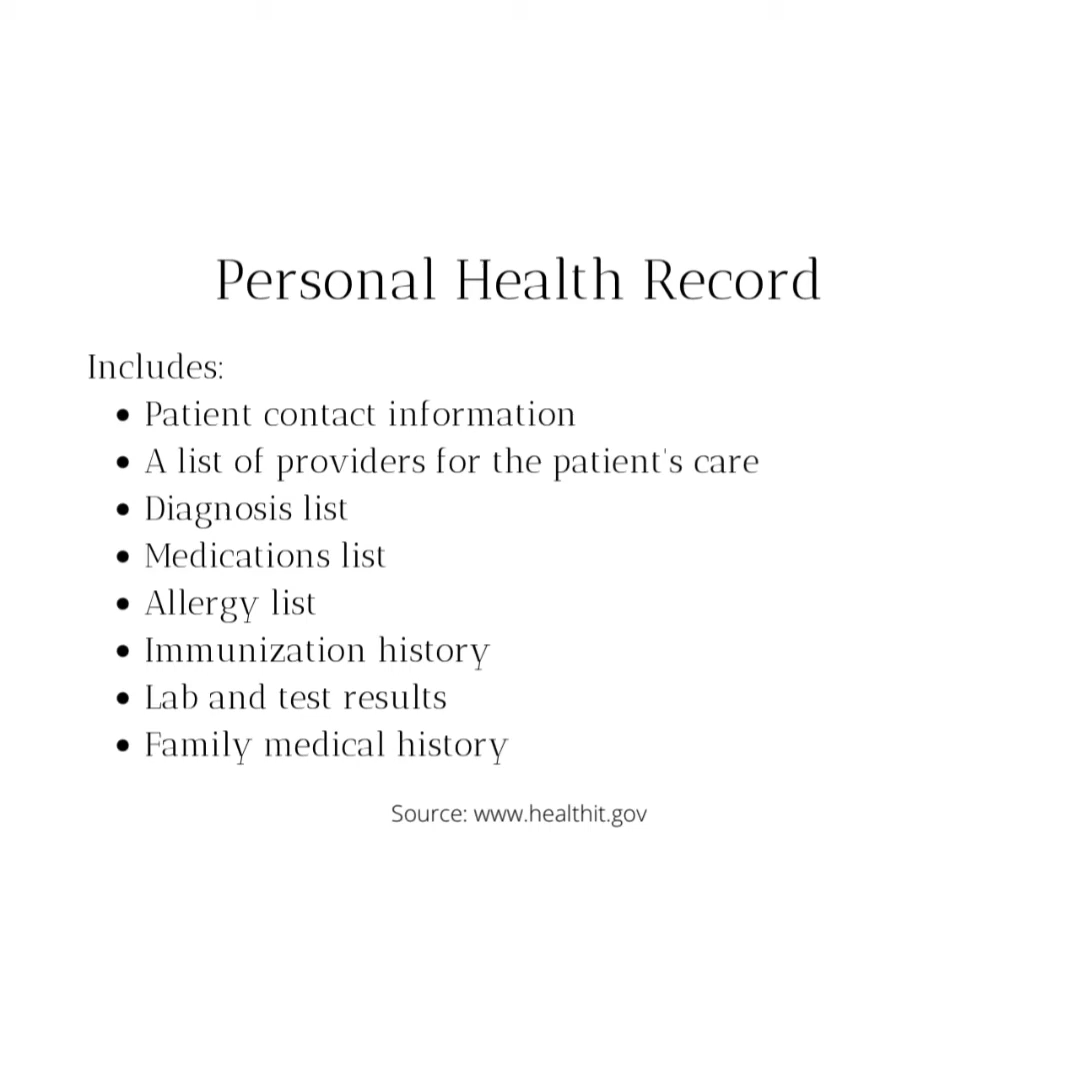 Personal Health Record
Includes:
• Patient contact information
• A list of providers for the patient's care
• Diagnosis list
• Medications list
• Allergy list
• Immunization history
• Lab and test results
• Family medical history
Source: www.healthit.gov